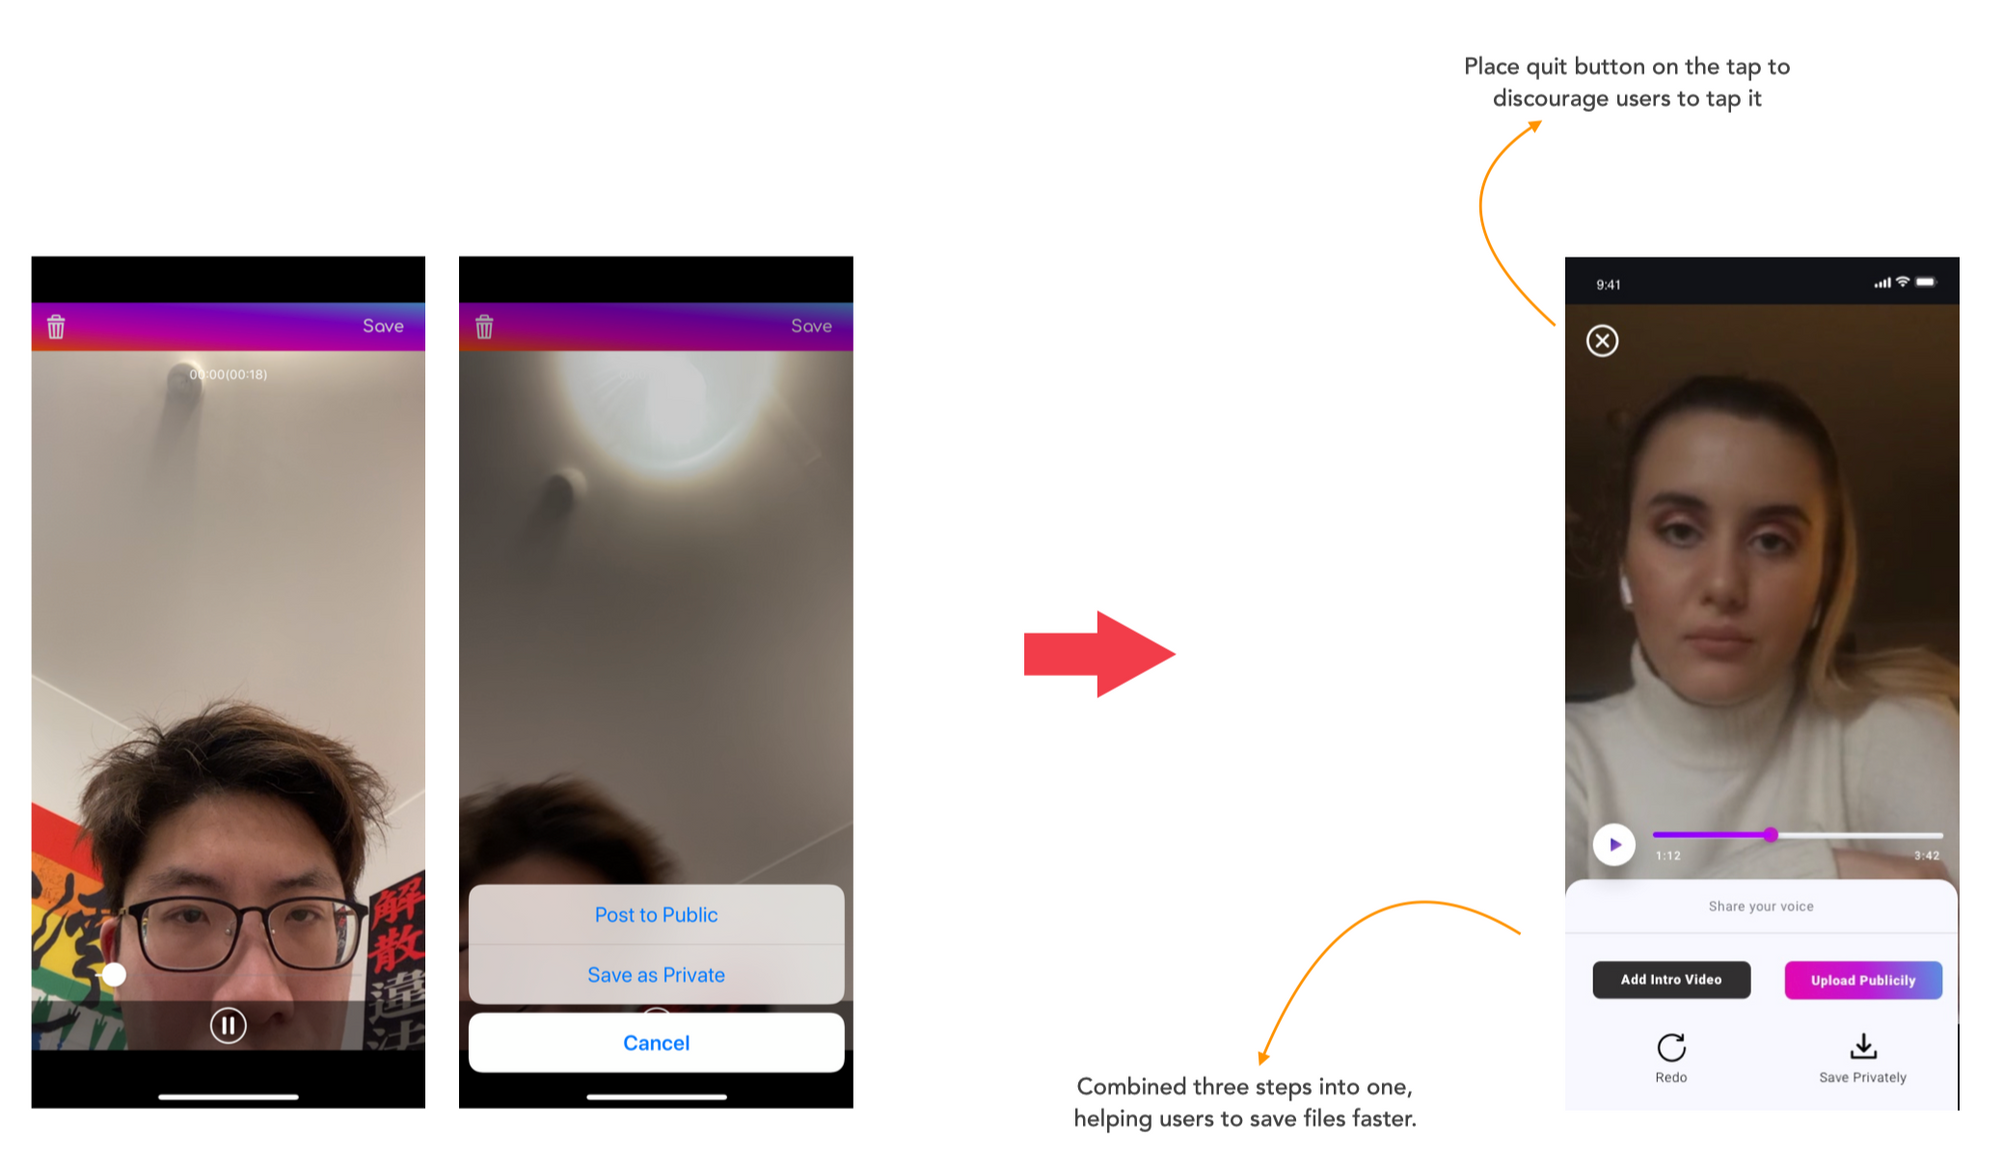 Place quit button on the tap to
discourage users to tap it
Save
00:00(00:18)
解
散
違
法
Save
Post to Public
Save as Private
Cancel
9:41
1:12
3:42
Share your voice
Add Intro Video
Upload Publicily
Redo
Save Privately
Combined three steps into one,
helping users to save files faster.